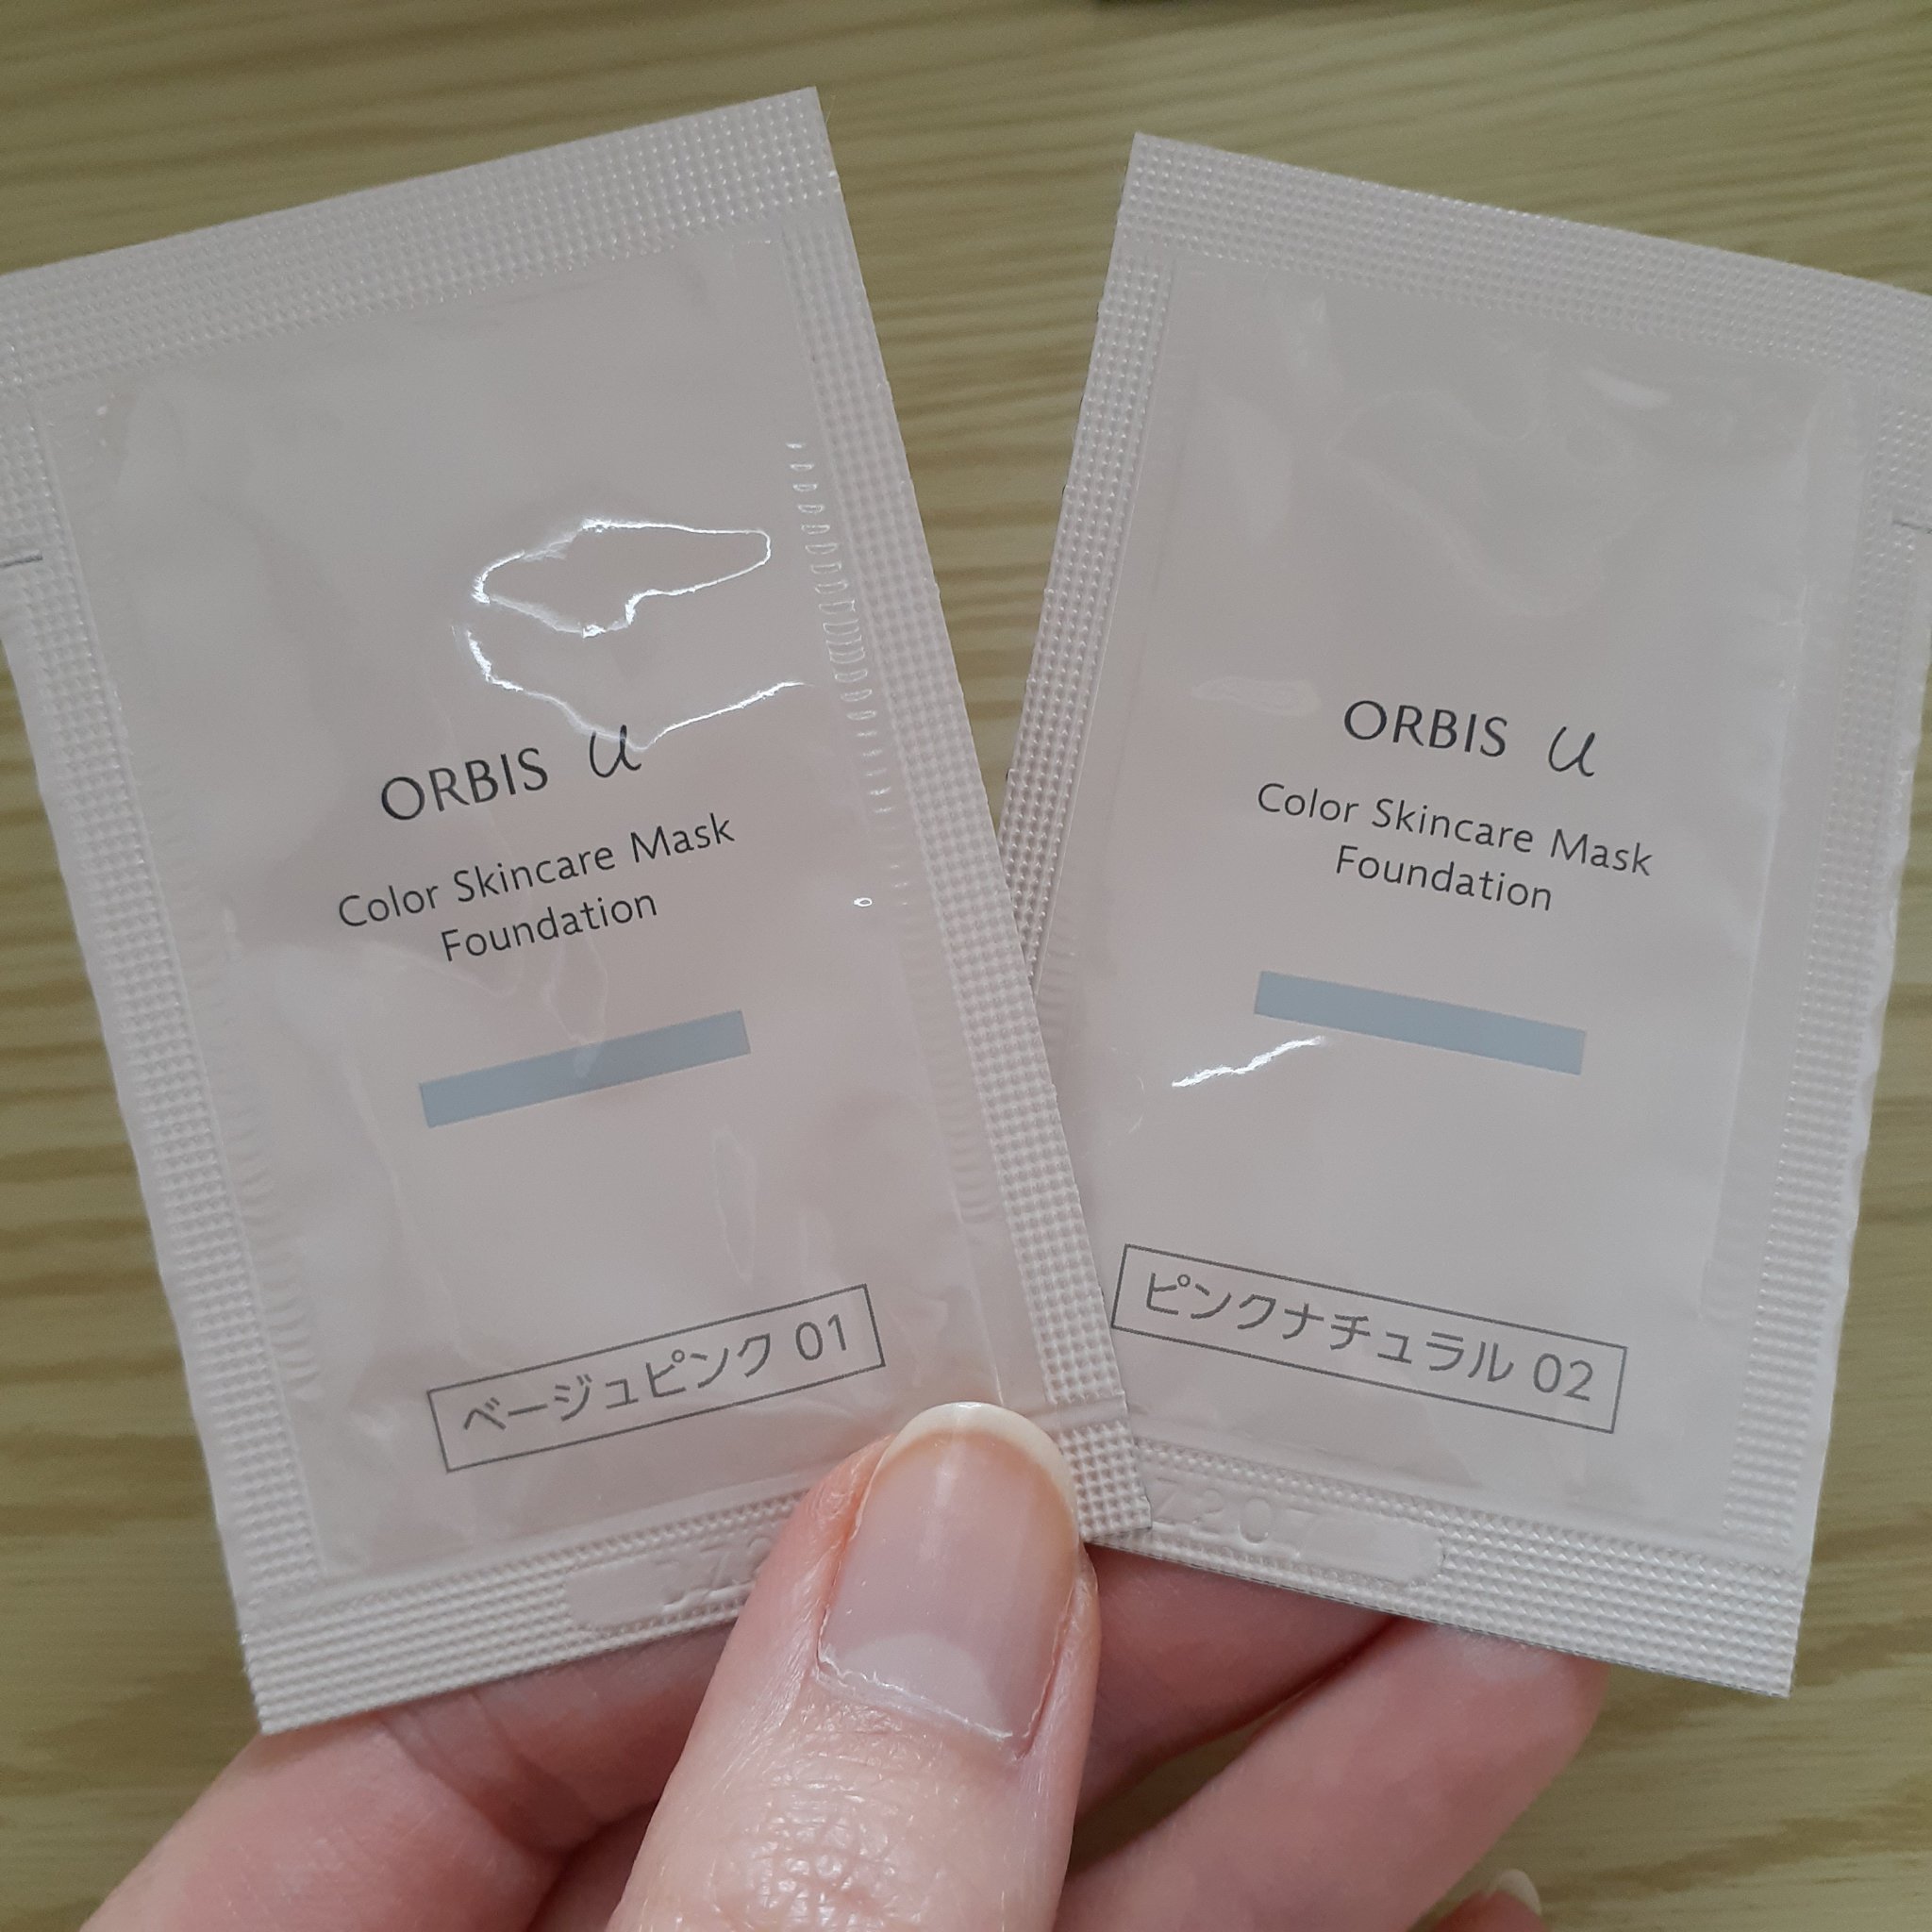 ORBIS u
Color Skincare Mask
Foundation
ベージュピンク 01
ORBIS u
Color Skincare Mask
Foundation
ピンクナチュラル 02
Z207